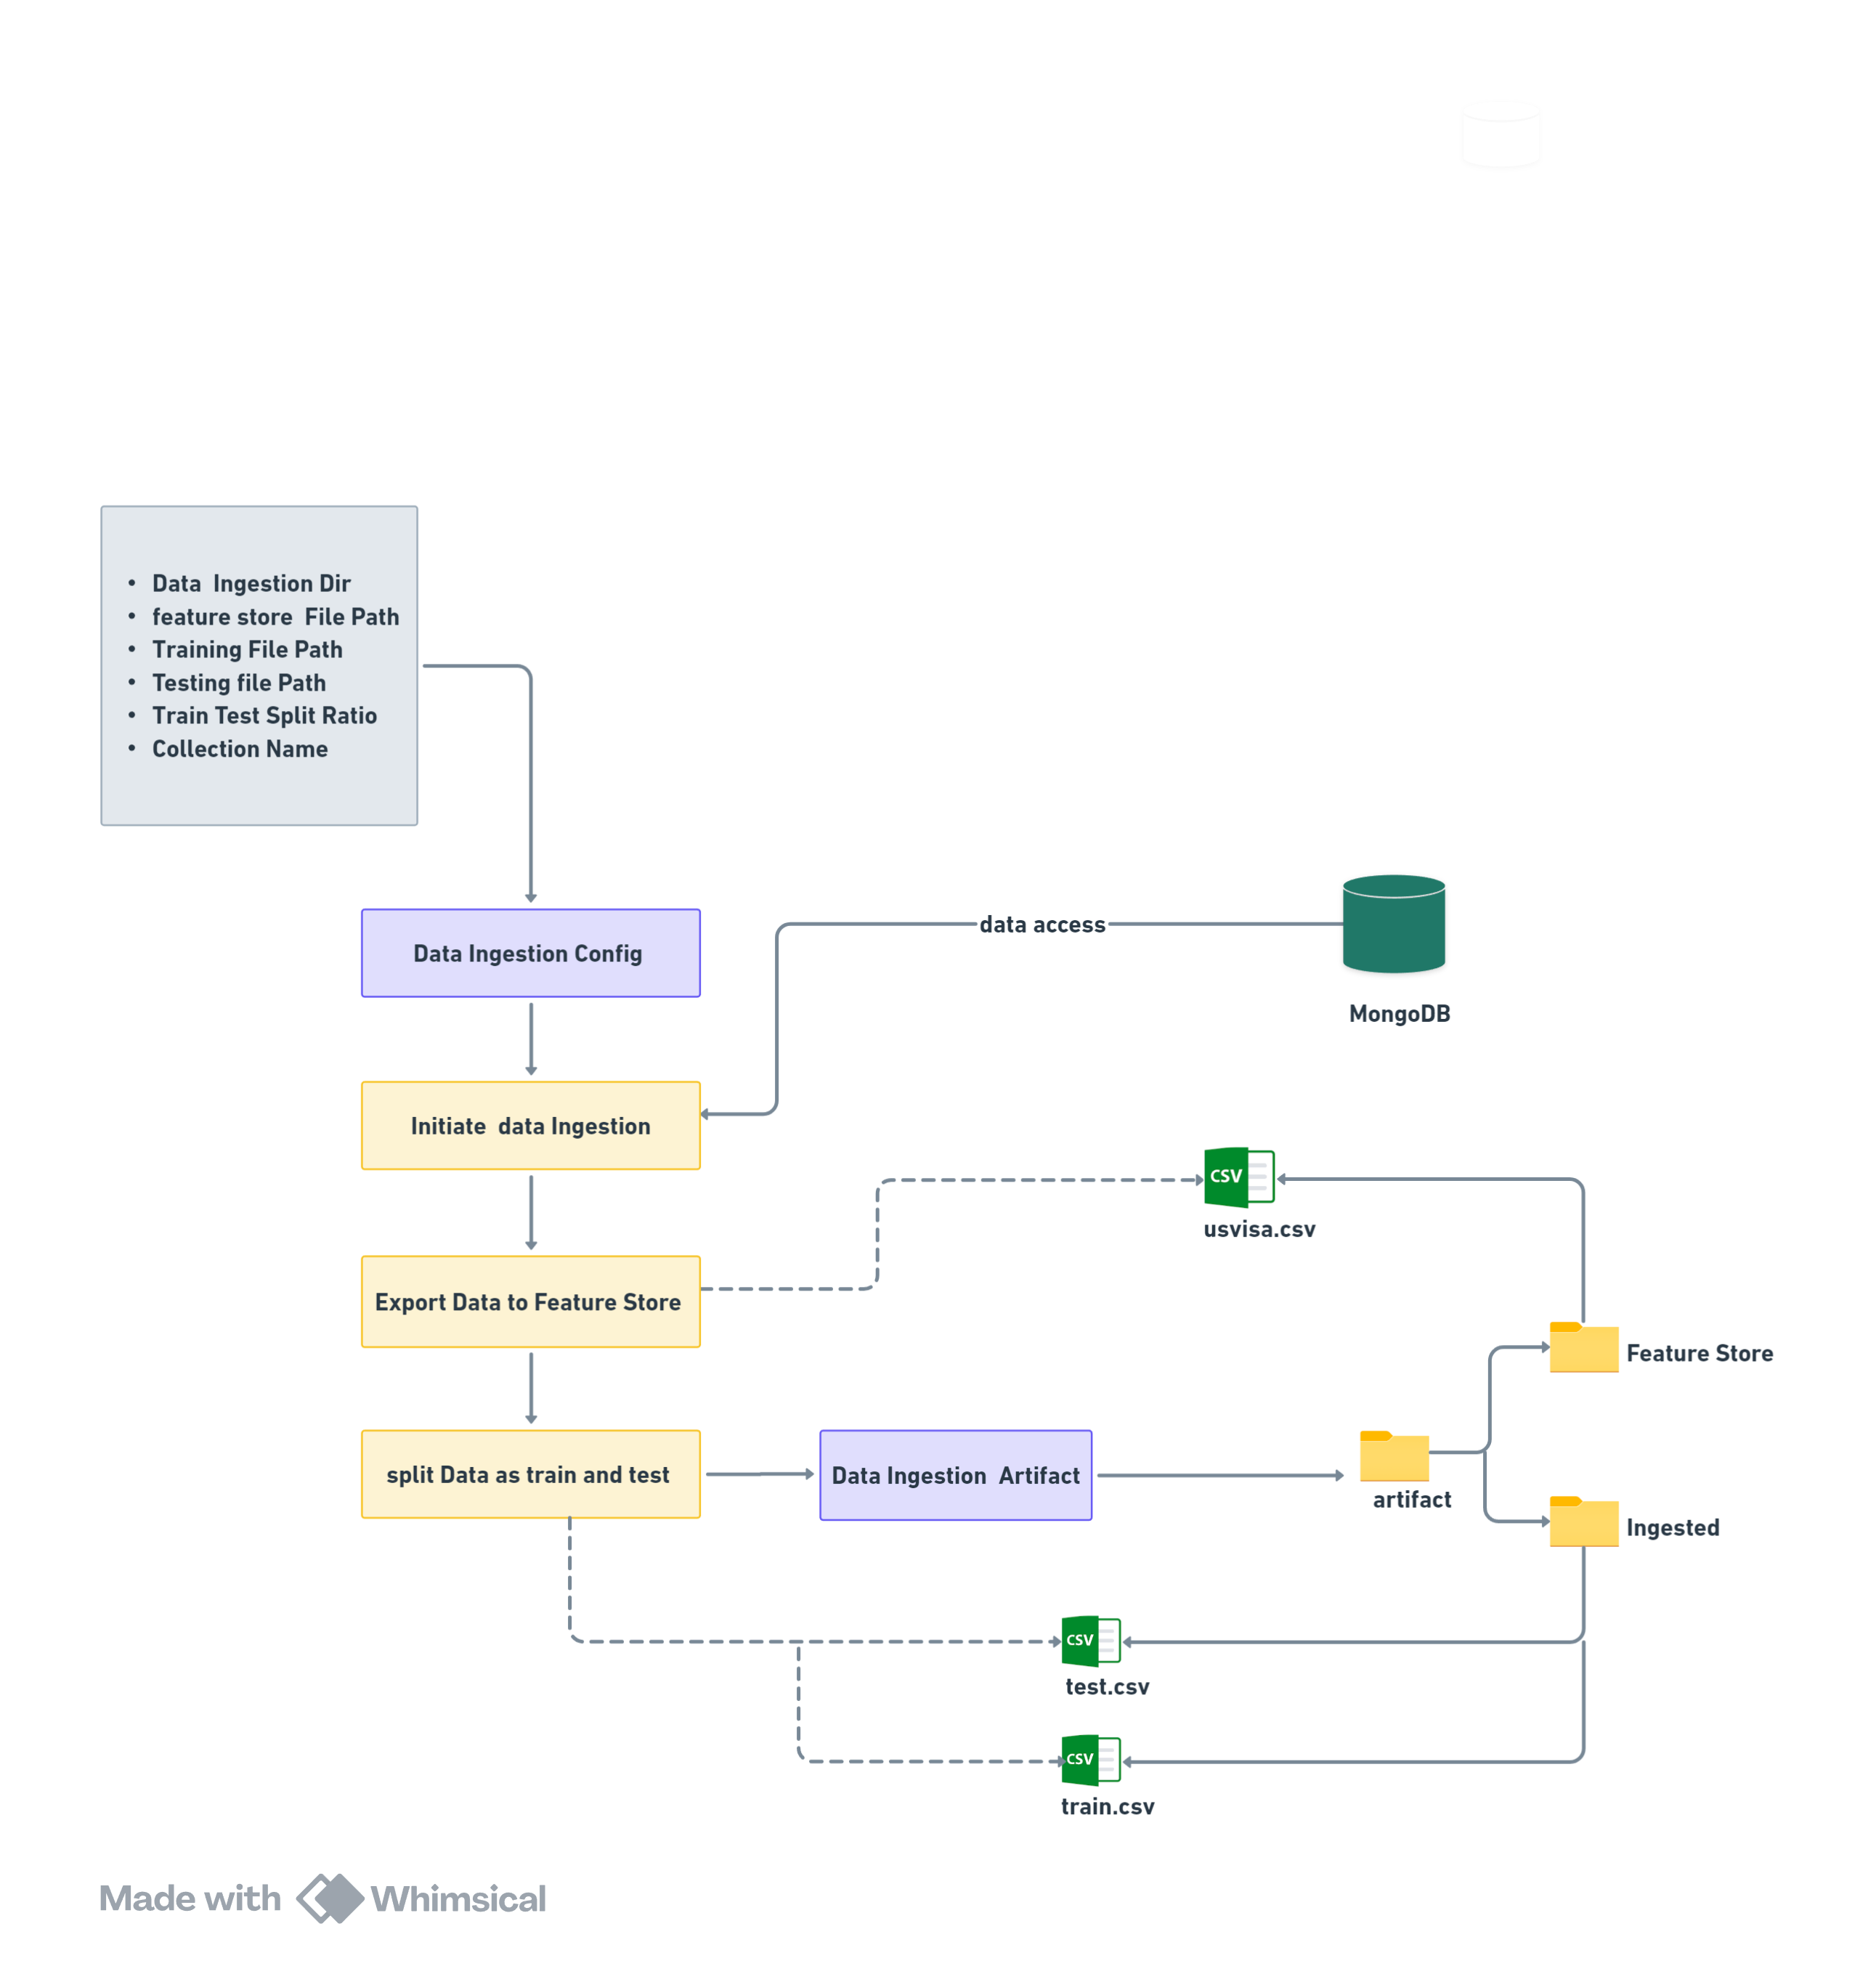 • Data Ingestion Dir
• feature store File Path
• Training File Path
• Testing file Path
• Train Test Split Ratio
• Collection Name
Data Ingestion Config
data access
MongoDB
Initiate data Ingestion
CSV
usvisa.csv
Export Data to Feature Store
Feature Store
split Data as train and test
Data Ingestion Artifact
artifact
Ingested
CSV
test.csv
CSV
train.csv
Made with Whimsical